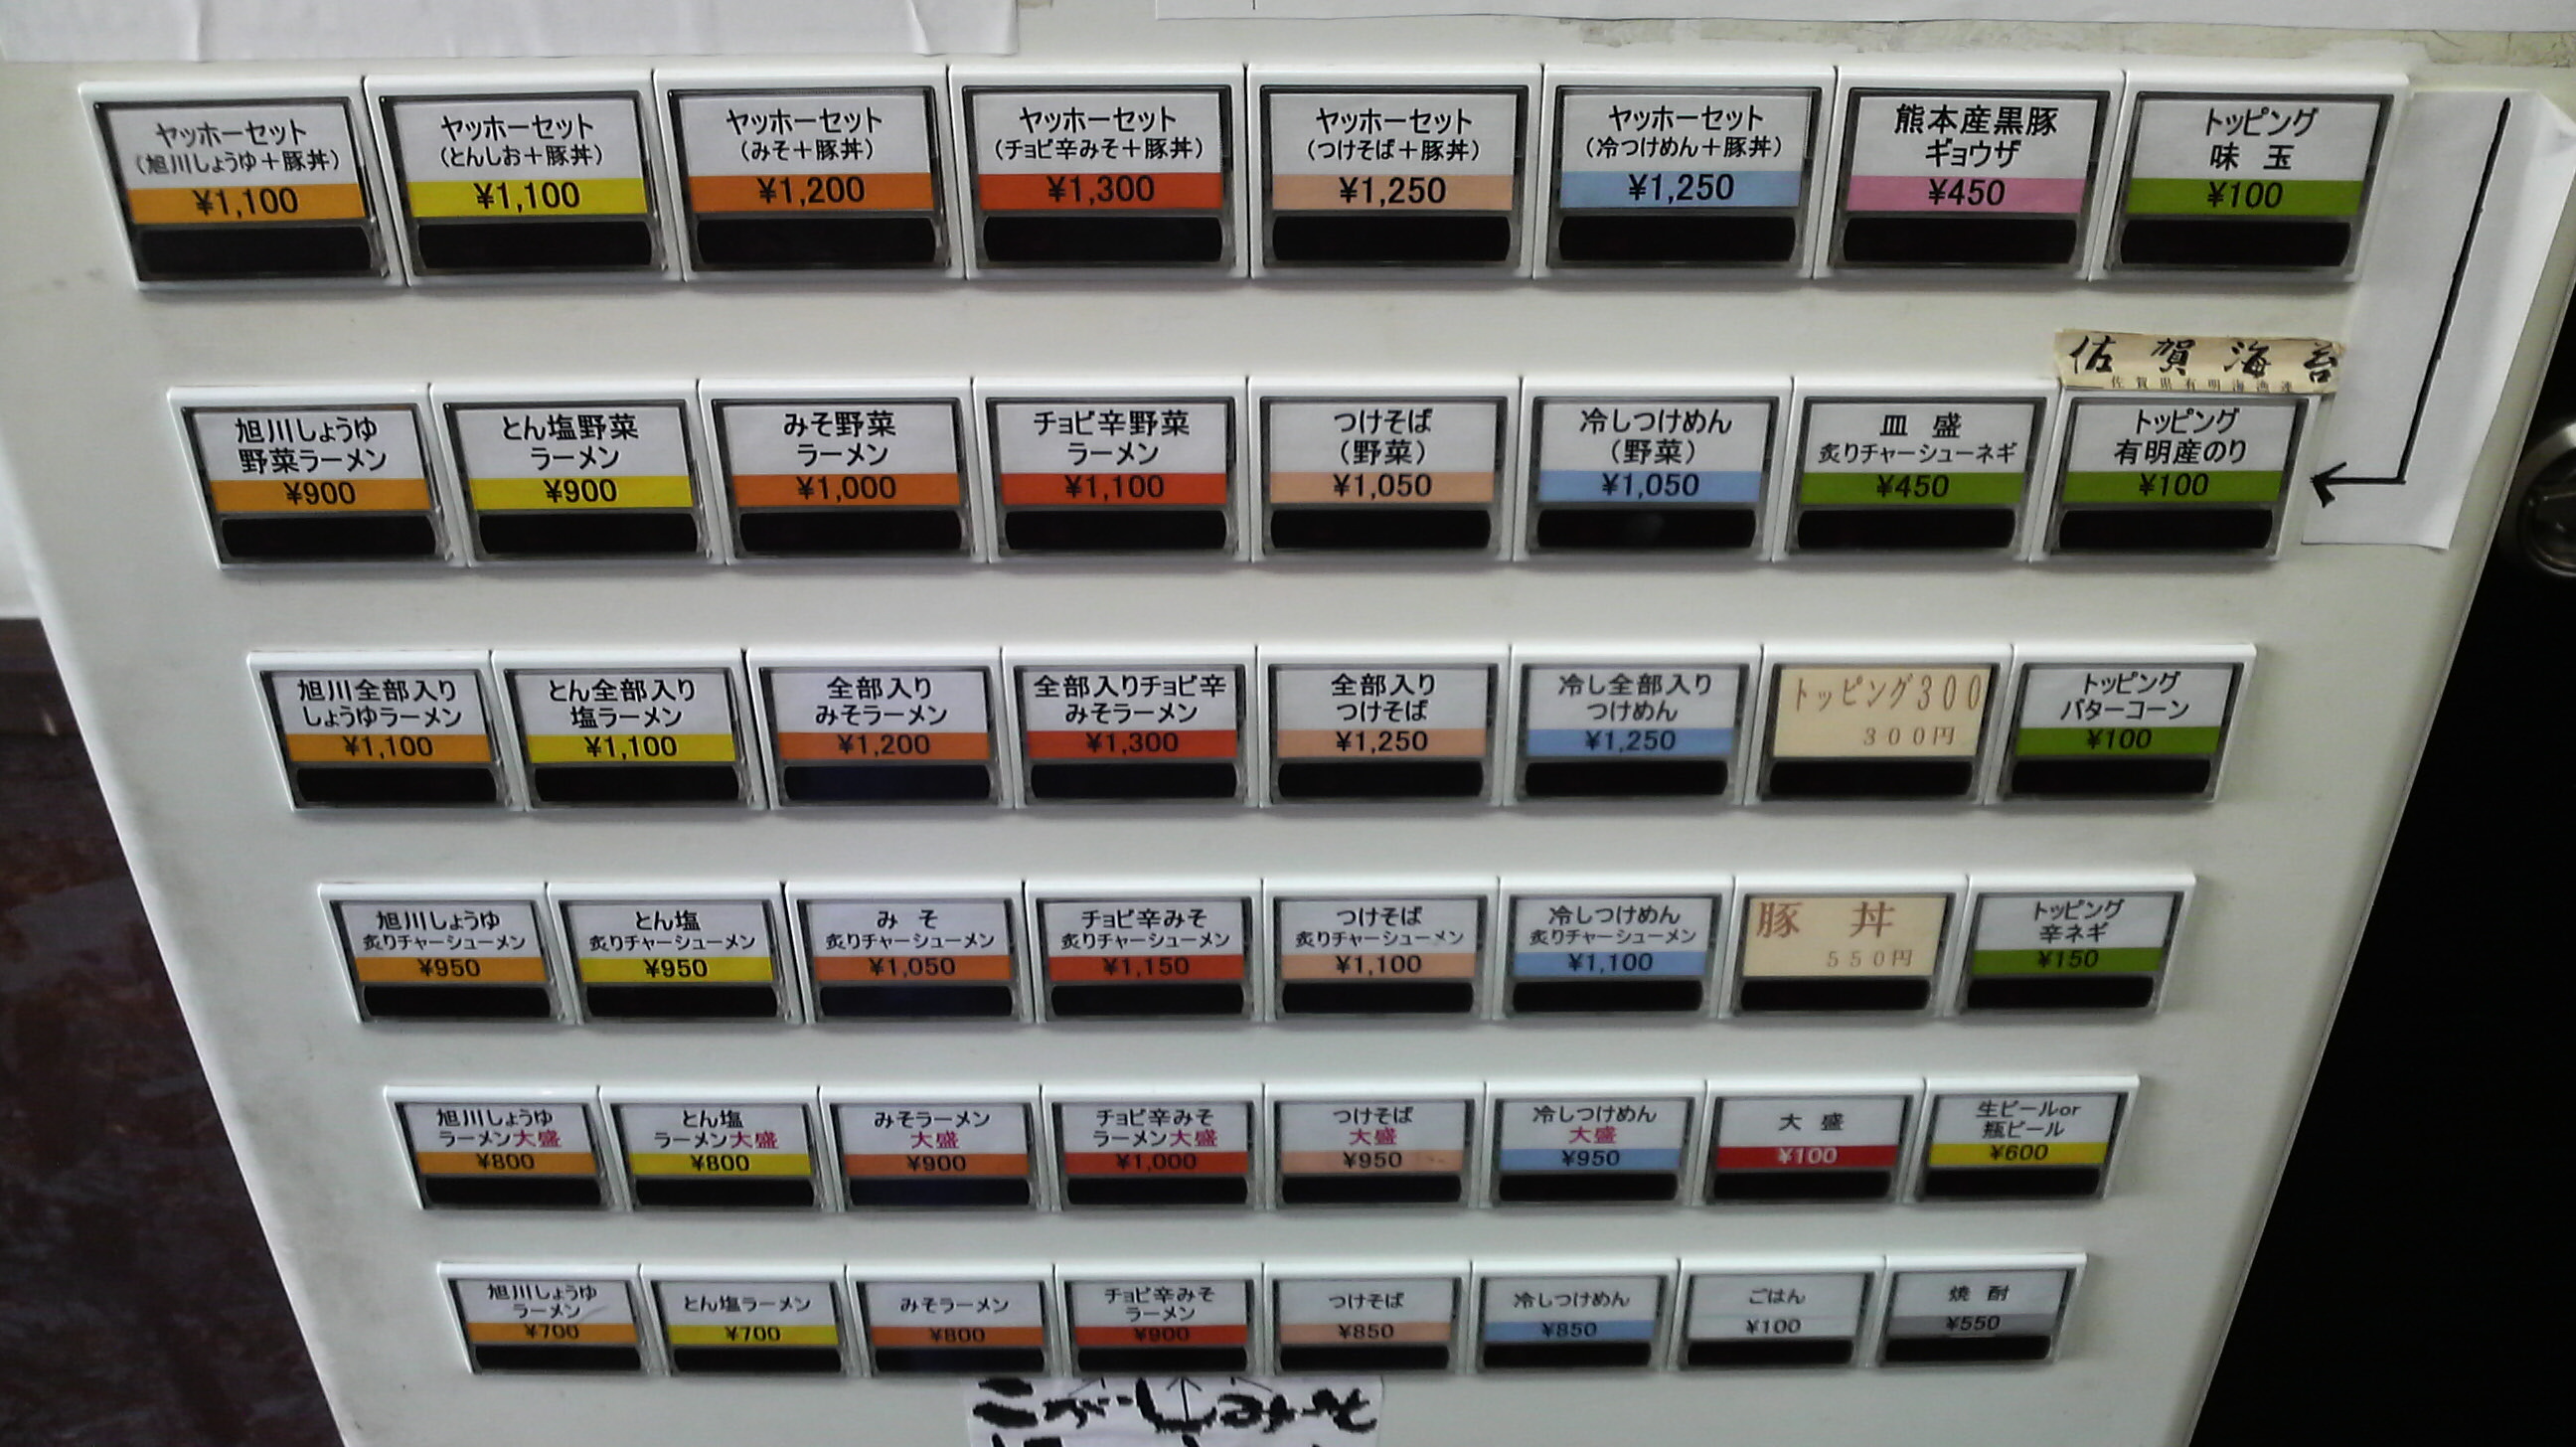 ヤッホーセット
（旭川しょうゆ＋豚丼）
¥1,100
ヤッホーセット
（とんしお＋豚丼）
¥1,100
ヤッホーセット
（みそ＋豚丼）
¥1,200
ヤッホーセット
（チョビ辛みそ＋豚丼）
¥1,300
ヤッホーセット
（つけそば＋豚丼）
¥1,250
ヤッホーセット
（冷つけめん＋豚丼）
¥1,250
熊本産黒豚
ギョウザ
¥450
トッピング
味 玉
¥100
佐賀海苔
佐賀県有明海漁連
旭川しょうゆ
野菜ラーメン
¥900
とん塩野菜
ラーメン
¥900
みそ野菜
ラーメン
¥1,000
チョビ辛野菜
ラーメン
¥1,100
つけそば
（野菜）
¥1,050
冷しつけめん
（野菜）
¥1,050
皿 盛
炙りチャーシューネギ
¥450
トッピング
有明産のり
¥100
旭川全部入り
しょうゆラーメン
¥1,100
とん全部入り
塩ラーメン
¥1,100
全部入り
みそラーメン
¥1,200
全部入りチョビ辛
みそラーメン
¥1,300
全部入り
つけそば
¥1,250
冷し全部入り
つけめん
¥1,250
トッピング300
300円
トッピング
バターコーン
¥100
旭川しょうゆ
炙りチャーシューメン
¥950
とん塩
炙りチャーシューメン
¥950
み そ
炙りチャーシューメン
¥1,050
チョビ辛みそ
炙りチャーシューメン
¥1,150
つけそば
炙りチャーシューメン
¥1,100
冷しつけめん
炙りチャーシューメン
¥1,100
豚 丼
550円
トッピング
辛ネギ
¥150
旭川しょうゆ
ラーメン大盛
¥800
とん塩
ラーメン大盛
¥800
みそラーメン
大盛
¥900
チョビ辛みそ
ラーメン大盛
¥1,000
つけそば
大盛
¥950
冷しつけめん
大盛
¥950
大 盛
¥100
生ビールor
瓶ビール
¥600
旭川しょうゆ
ラーメン
¥700
とん塩ラーメン
¥700
みそラーメン
¥800
チョビ辛みそ
ラーメン
¥900
つけそば
¥850
冷しつけめん
¥850
ごはん
¥100
焼 酎
¥550